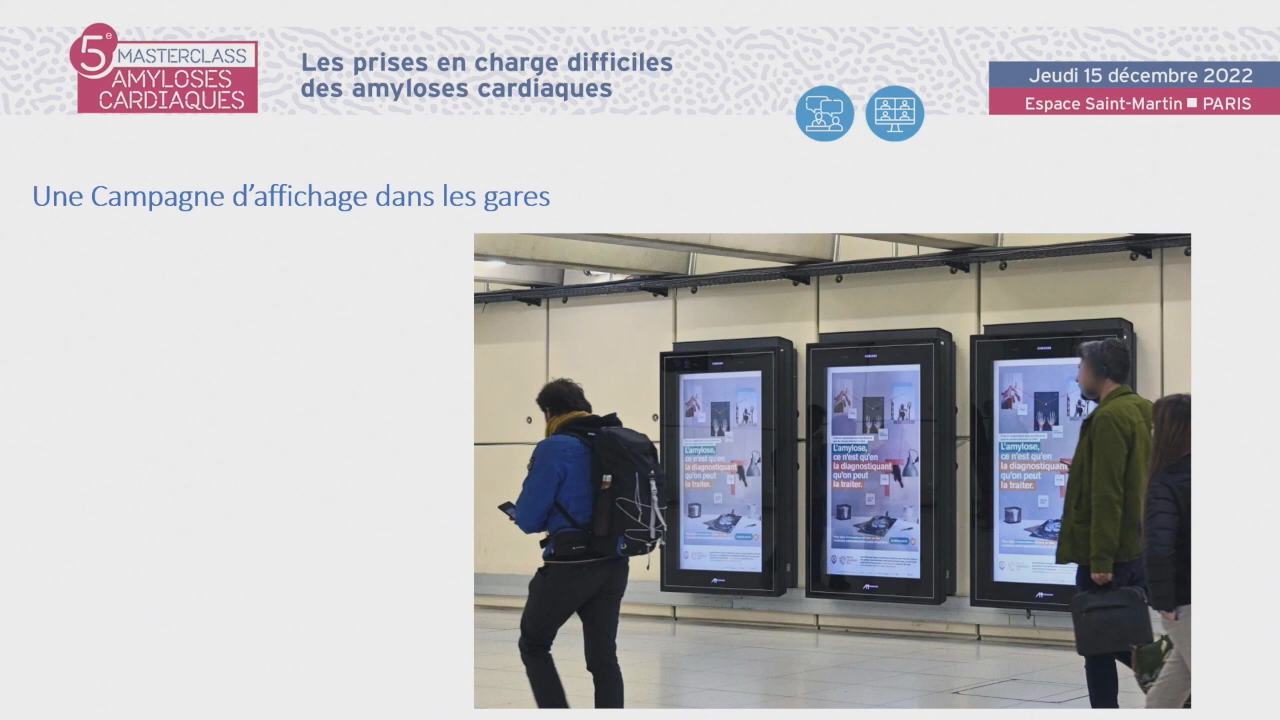 5e
MASTERCLASS
AMYLOSES
CARDIAQUES
Les prises en charge difficiles
des amyloses cardiaques
Jeudi 15 décembre 2022
Espace Saint-Martin ■ PARIS
Une Campagne d’affichage dans les gares
SAMSUNG
L'amylose,
ce n'est qu'en
la diagnostiquant
qu'on peut
la traiter.
SAMSUNG
L'amylose,
ce n'est qu'en
la diagnostiquant
qu'on peut
la traiter.
SAMSUNG
L'amylose,
ce n'est qu'en
la diagnostiquant
qu'on peut
la traiter.